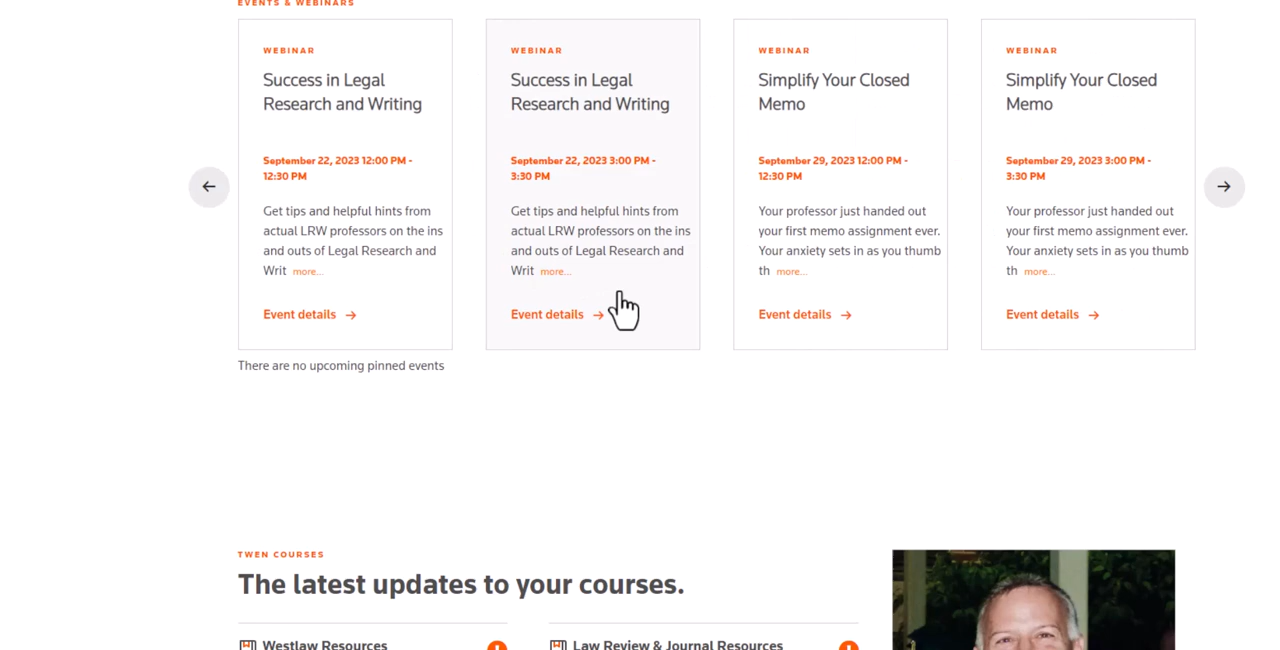 EVENTS & WEBINARS
WEBINAR
Success in Legal
Research and Writing
September 22, 2023 12:00 PM -
12:30 PM
Get tips and helpful hints from
actual LRW professors on the ins
and outs of Legal Research and
Writ more...
Event details
WEBINAR
Success in Legal
Research and Writing
September 22, 2023 3:00 PM -
3:30 PM
Get tips and helpful hints from
actual LRW professors on the ins
and outs of Legal Research and
Writ more...
Event details
WEBINAR
Simplify Your Closed
Memo
September 29, 2023 12:00 PM -
12:30 PM
Your professor just handed out
your first memo assignment ever.
Your anxiety sets in as you thumb
th more...
Event details
WEBINAR
Simplify Your Closed
Memo
September 29, 2023 3:00 PM -
3:30 PM
Your professor just handed out
your first memo assignment ever.
Your anxiety sets in as you thumb
th more...
Event details
There are no upcoming pinned events
TWEN COURSES
The latest updates to your courses.
Westlaw Resources
Law Review & Journal Resources